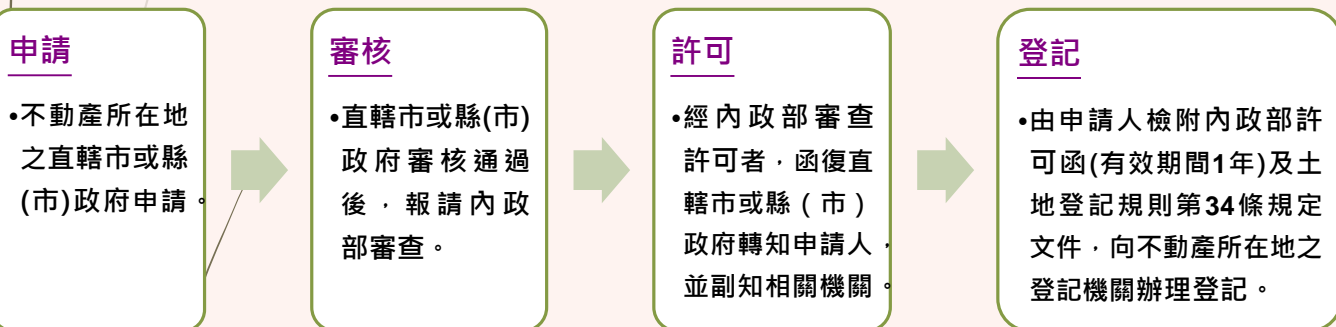 申請
•不動產所在地
之直轄市或縣
(市)政府申請。
審核
•直轄市或縣(市)
政府審核通過
後，報請內政
部審查。
許可
•經內政部審查
許可者，函復直
轄市或縣（市）
政府轉知申請人，
並副知相關機關。
登記
•由申請人檢附內政部許
可函(有效期間1年)及土
地登記規則第34條規定
文件，向不動產所在地之
登記機關辦理登記。